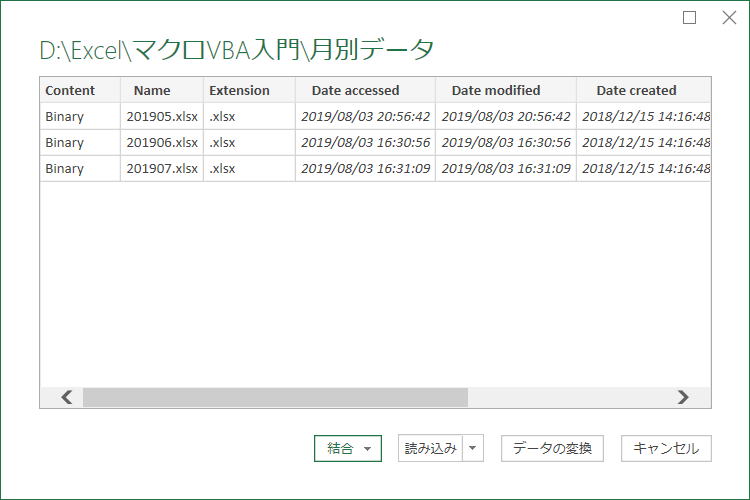 D:\Excel\マクロVBA入門\月別データ
Content Name Extension Date accessed Date modified Date created
Binary 201905.xlsx .xlsx 2019/08/03 20:56:42 2019/08/03 20:56:42 2018/12/15 14:16:48
Binary 201906.xlsx .xlsx 2019/08/03 16:30:56 2019/08/03 16:30:56 2018/12/15 14:16:48
Binary 201907.xlsx .xlsx 2019/08/03 16:31:09 2019/08/03 16:31:09 2018/12/15 14:16:48
結合 読み込み データの変換 キャンセル